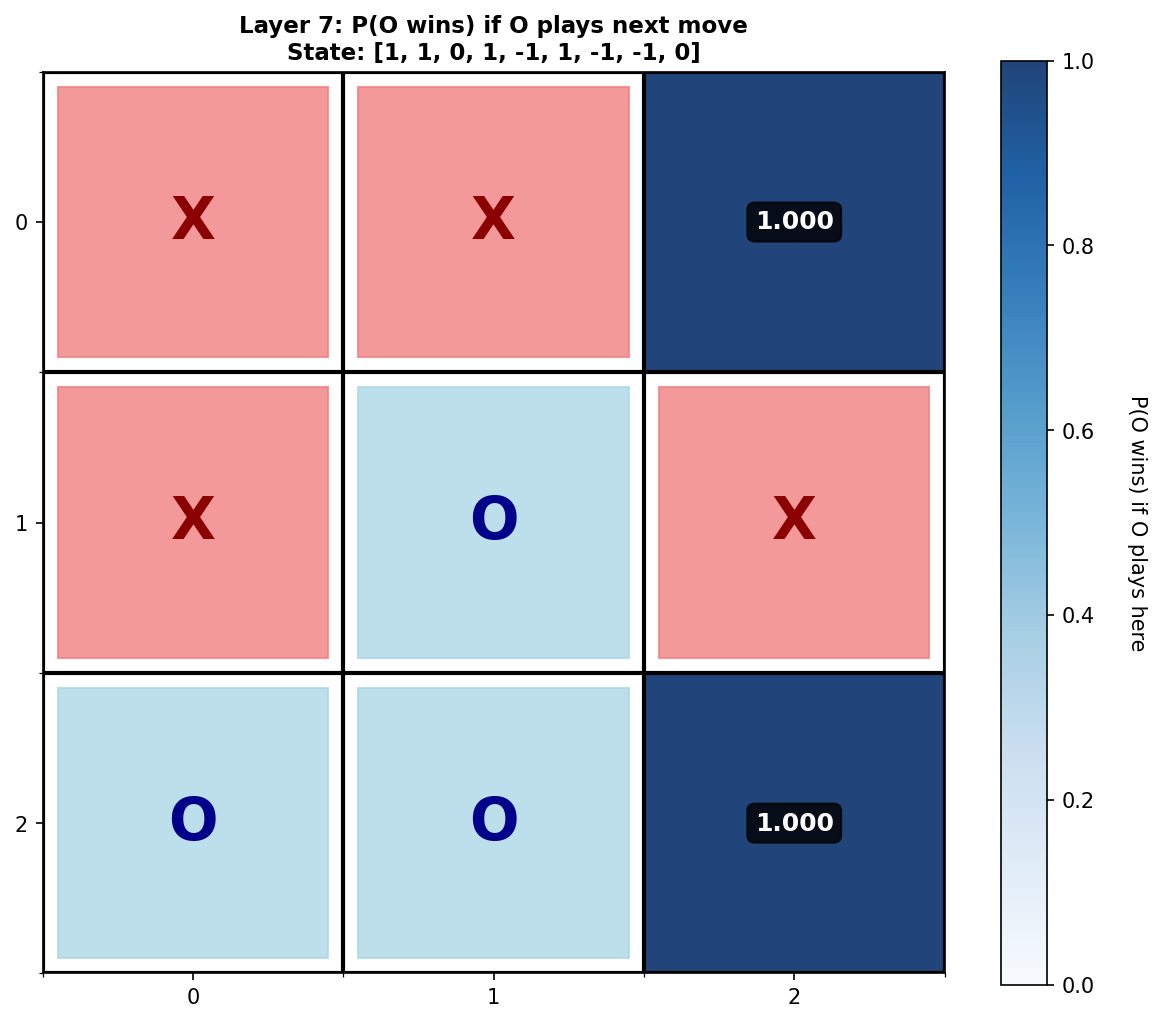 Layer 7: P(O wins) if O plays next move
State: [1, 1, 0, 1, -1, 1, -1, -1, 0]
X X 1.000
X O X
O O 1.000
0
1
2
0 1 2
1.0
0.8
0.6
0.4
0.2
0.0
P(O wins) if O plays here